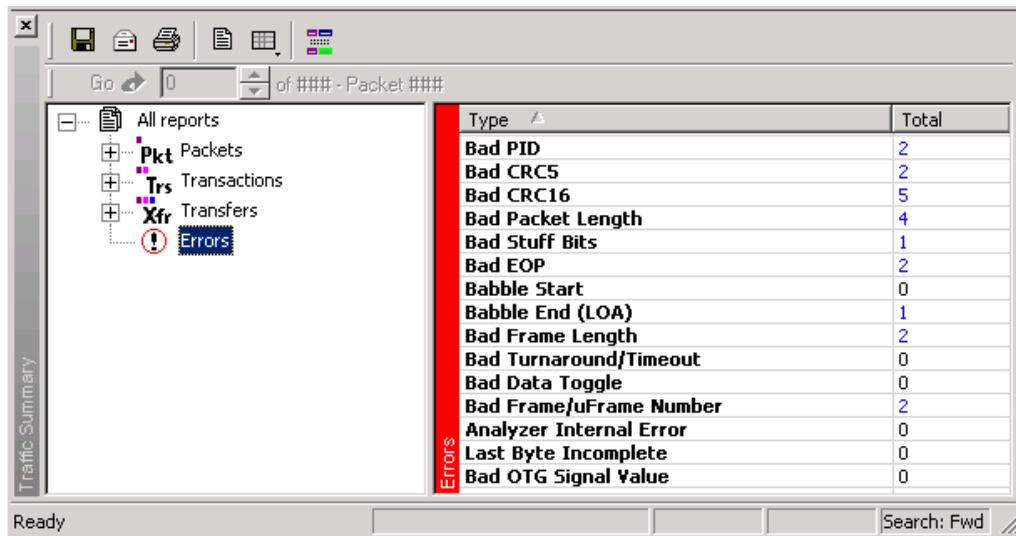 Go 0 of ### - Packet ###
All reports
Pkt Packets
Trs Transactions
Xfr Transfers
Errors
Traffic Summary
Errors
Type Total
Bad PID 2
Bad CRC5 2
Bad CRC16 5
Bad Packet Length 4
Bad Stuff Bits 1
Bad EOP 2
Babble Start 0
Babble End (LOA) 1
Bad Frame Length 2
Bad Turnaround/Timeout 0
Bad Data Toggle 0
Bad Frame/uFrame Number 2
Analyzer Internal Error 0
Last Byte Incomplete 0
Bad OTG Signal Value 0
Ready Search: Fwd